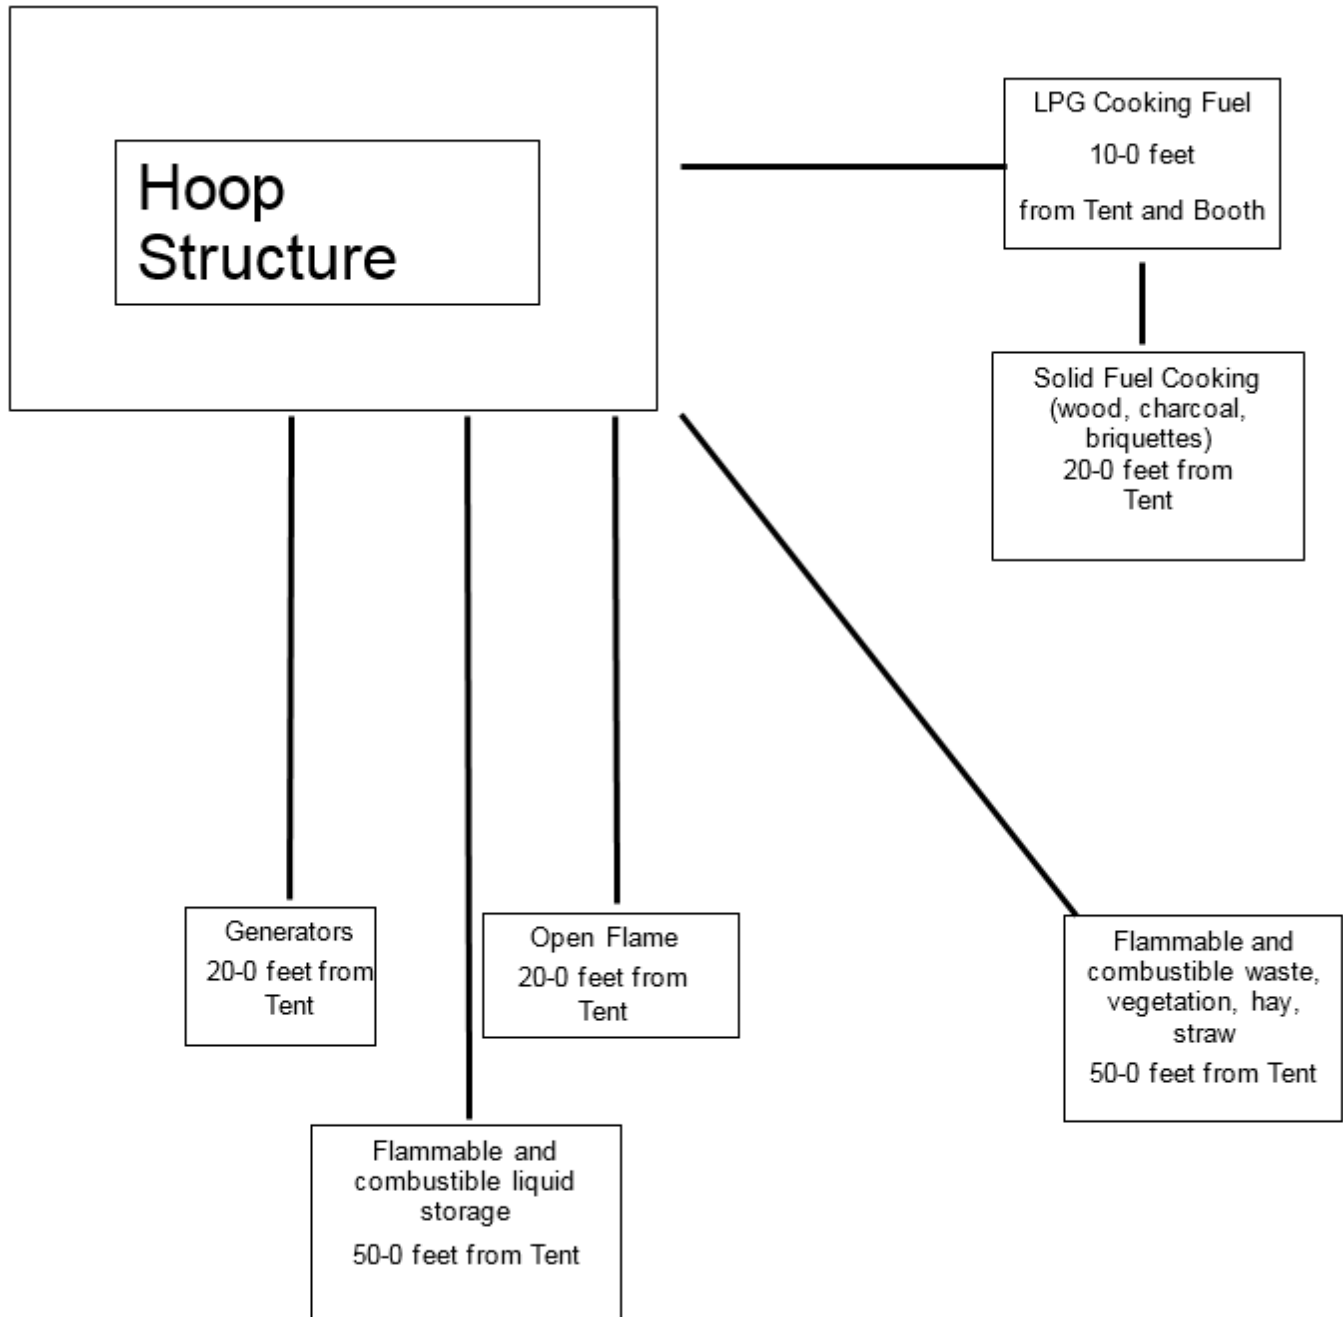 Hoop
Structure
LPG Cooking Fuel
10-0 feet
from Tent and Booth
Solid Fuel Cooking
(wood, charcoal,
briquettes)
20-0 feet from
Tent
Generators
20-0 feet from
Tent
Open Flame
20-0 feet from
Tent
Flammable and
combustible waste,
vegetation, hay,
straw
50-0 feet from Tent
Flammable and
combustible liquid
storage
50-0 feet from Tent